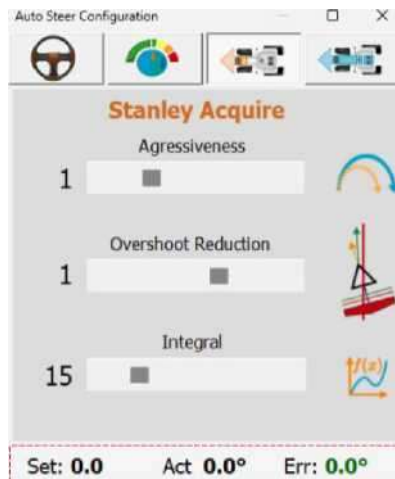 Auto Steer Configuration
Stanley Acquire
Agressiveness
1
Overshoot Reduction
1
Integral
15
f(x)
Set: 0.0 Act 0.0° Err: 0.0°